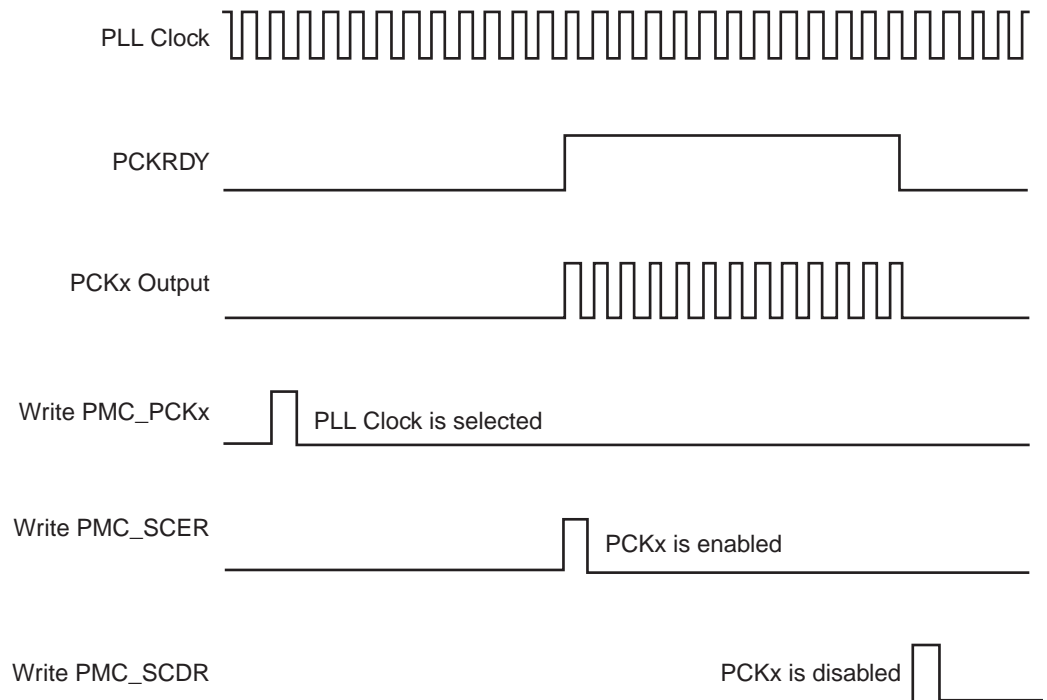 PLL Clock
PCKRDY
PCKx Output
Write PMC_PCKx
PLL Clock is selected
Write PMC_SCER
PCKx is enabled
Write PMC_SCDR
PCKx is disabled